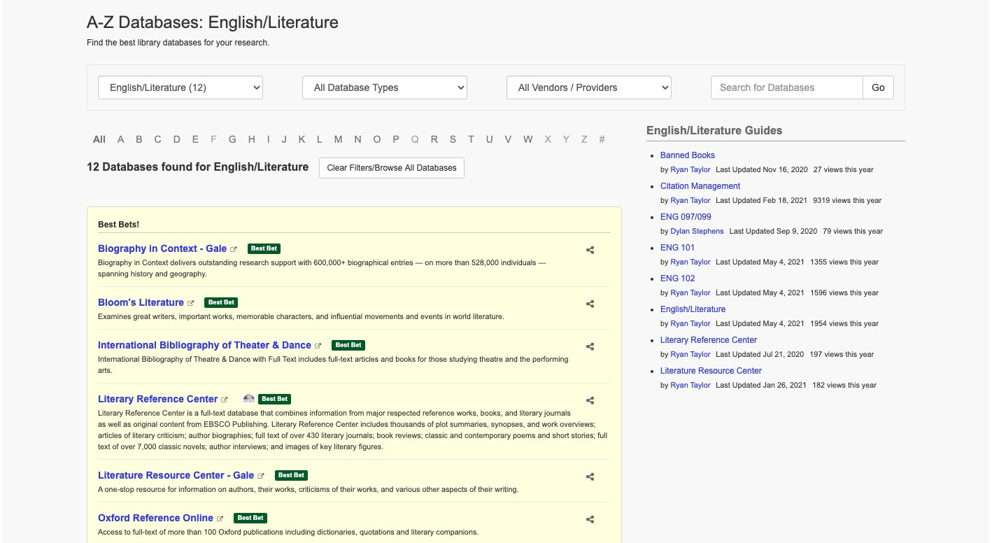 A-Z Databases: English/Literature
Find the best library databases for your research.
English/Literature (12)
All Database Types
All Vendors / Providers
Search for Databases
Go
All A B C D E F G H I J K L M N O P Q R S T U V W X Y Z #
12 Databases found for English/Literature
Clear Filters/Browse All Databases
Best Bets!
Biography in Context - Gale Best Bet
Biography in Context delivers outstanding research support with 600,000+ biographical entries — on more than 528,000 individuals —
spanning history and geography.
Bloom's Literature Best Bet
Examines great writers, important works, memorable characters, and influential movements and events in world literature.
International Bibliography of Theater & Dance Best Bet
International Bibliography of Theatre & Dance with Full Text includes full-text articles and books for those studying theatre and the performing
arts.
Literary Reference Center Best Bet
Literary Reference Center is a full-text database that combines information from major respected reference works, books, and literary journals
as well as original content from EBSCO Publishing. Literary Reference Center includes thousands of plot summaries, synopses, and work overviews;
articles of literary criticism; author biographies; full text of over 430 literary journals; book reviews; classic and contemporary poems and short stories; full
text of over 7,000 classic novels; author interviews; and images of key literary figures.
Literature Resource Center - Gale Best Bet
A one-stop resource for information on authors, their works, criticisms of their works, and various other aspects of their writing.
Oxford Reference Online Best Bet
Access to full-text of more than 100 Oxford publications including dictionaries, quotations and literary companions.
English/Literature Guides
Banned Books
by Ryan Taylor Last Updated Nov 16, 2020 27 views this year
Citation Management
by Ryan Taylor Last Updated Feb 18, 2021 9319 views this year
ENG 097/099
by Dylan Stephens Last Updated Sep 9, 2020 79 views this year
ENG 101
by Ryan Taylor Last Updated May 4, 2021 1355 views this year
ENG 102
by Ryan Taylor Last Updated May 4, 2021 1596 views this year
English/Literature
by Ryan Taylor Last Updated May 4, 2021 1954 views this year
Literary Reference Center
by Ryan Taylor Last Updated Jul 21, 2020 197 views this year
Literature Resource Center
by Ryan Taylor Last Updated Jan 26, 2021 182 views this year